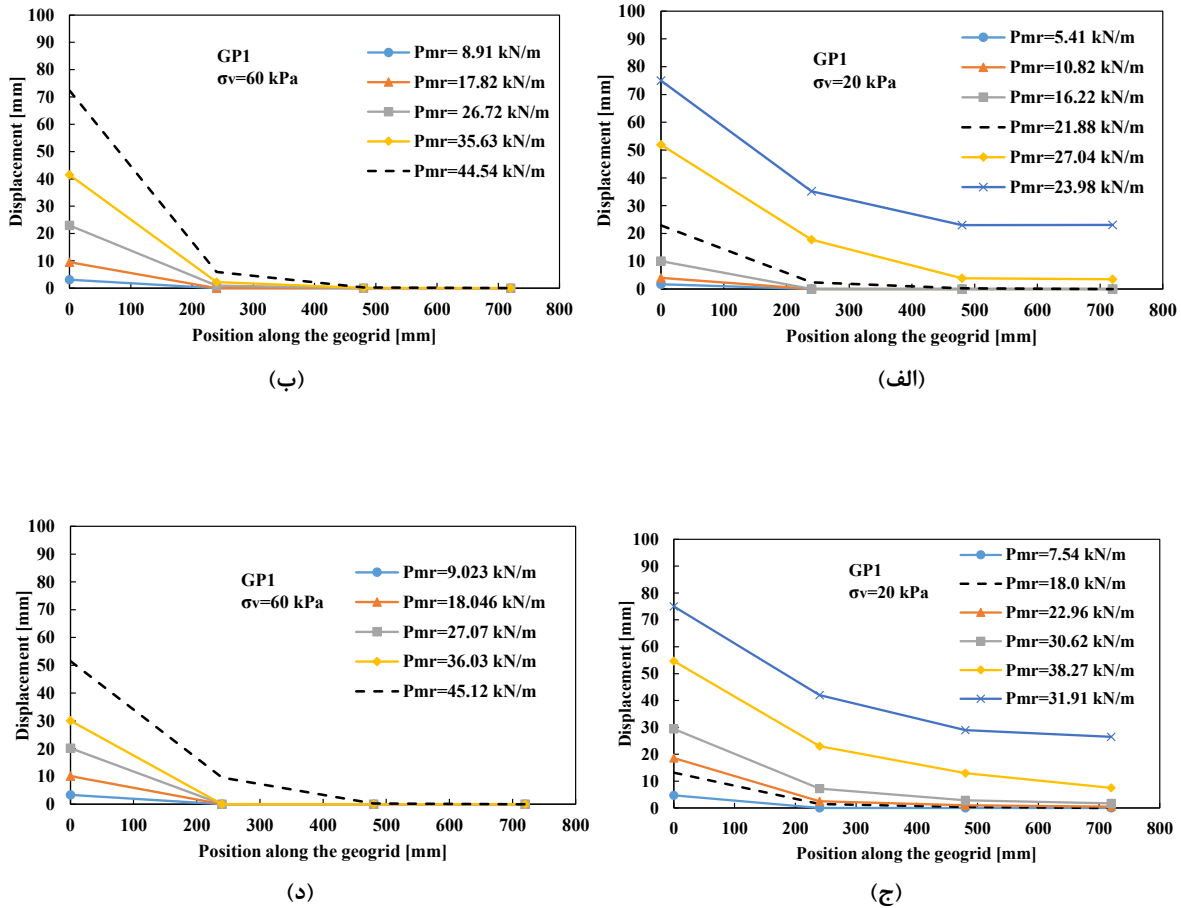 100
90
80
70
60
50
40
30
20
10
0
Displacement [mm]
GP1
σv=60 kPa
Pmr= 8.91 kN/m
Pmr=17.82 kN/m
Pmr= 26.72 kN/m
Pmr=35.63 kN/m
Pmr=44.54 kN/m
0 100 200 300 400 500 600 700 800
Position along the geogrid [mm]
(ب)
100
90
80
70
60
50
40
30
20
10
0
Displacement [mm]
GP1
σv=20 kPa
Pmr=5.41 kN/m
Pmr=10.82 kN/m
Pmr=16.22 kN/m
Pmr=21.88 kN/m
Pmr=27.04 kN/m
Pmr=23.98 kN/m
0 100 200 300 400 500 600 700 800
Position along the geogrid [mm]
(الف)
100
90
80
70
60
50
40
30
20
10
0
Displacement [mm]
GP1
σv=60 kPa
Pmr=9.023 kN/m
Pmr=18.046 kN/m
Pmr=27.07 kN/m
Pmr=36.03 kN/m
Pmr=45.12 kN/m
0 100 200 300 400 500 600 700 800
Position along the geogrid [mm]
(د)
100
90
80
70
60
50
40
30
20
10
0
Displacement [mm]
GP1
σv=20 kPa
Pmr=7.54 kN/m
Pmr=18.0 kN/m
Pmr=22.96 kN/m
Pmr=30.62 kN/m
Pmr=38.27 kN/m
Pmr=31.91 kN/m
0 100 200 300 400 500 600 700 800
Position along the geogrid [mm]
(ج)